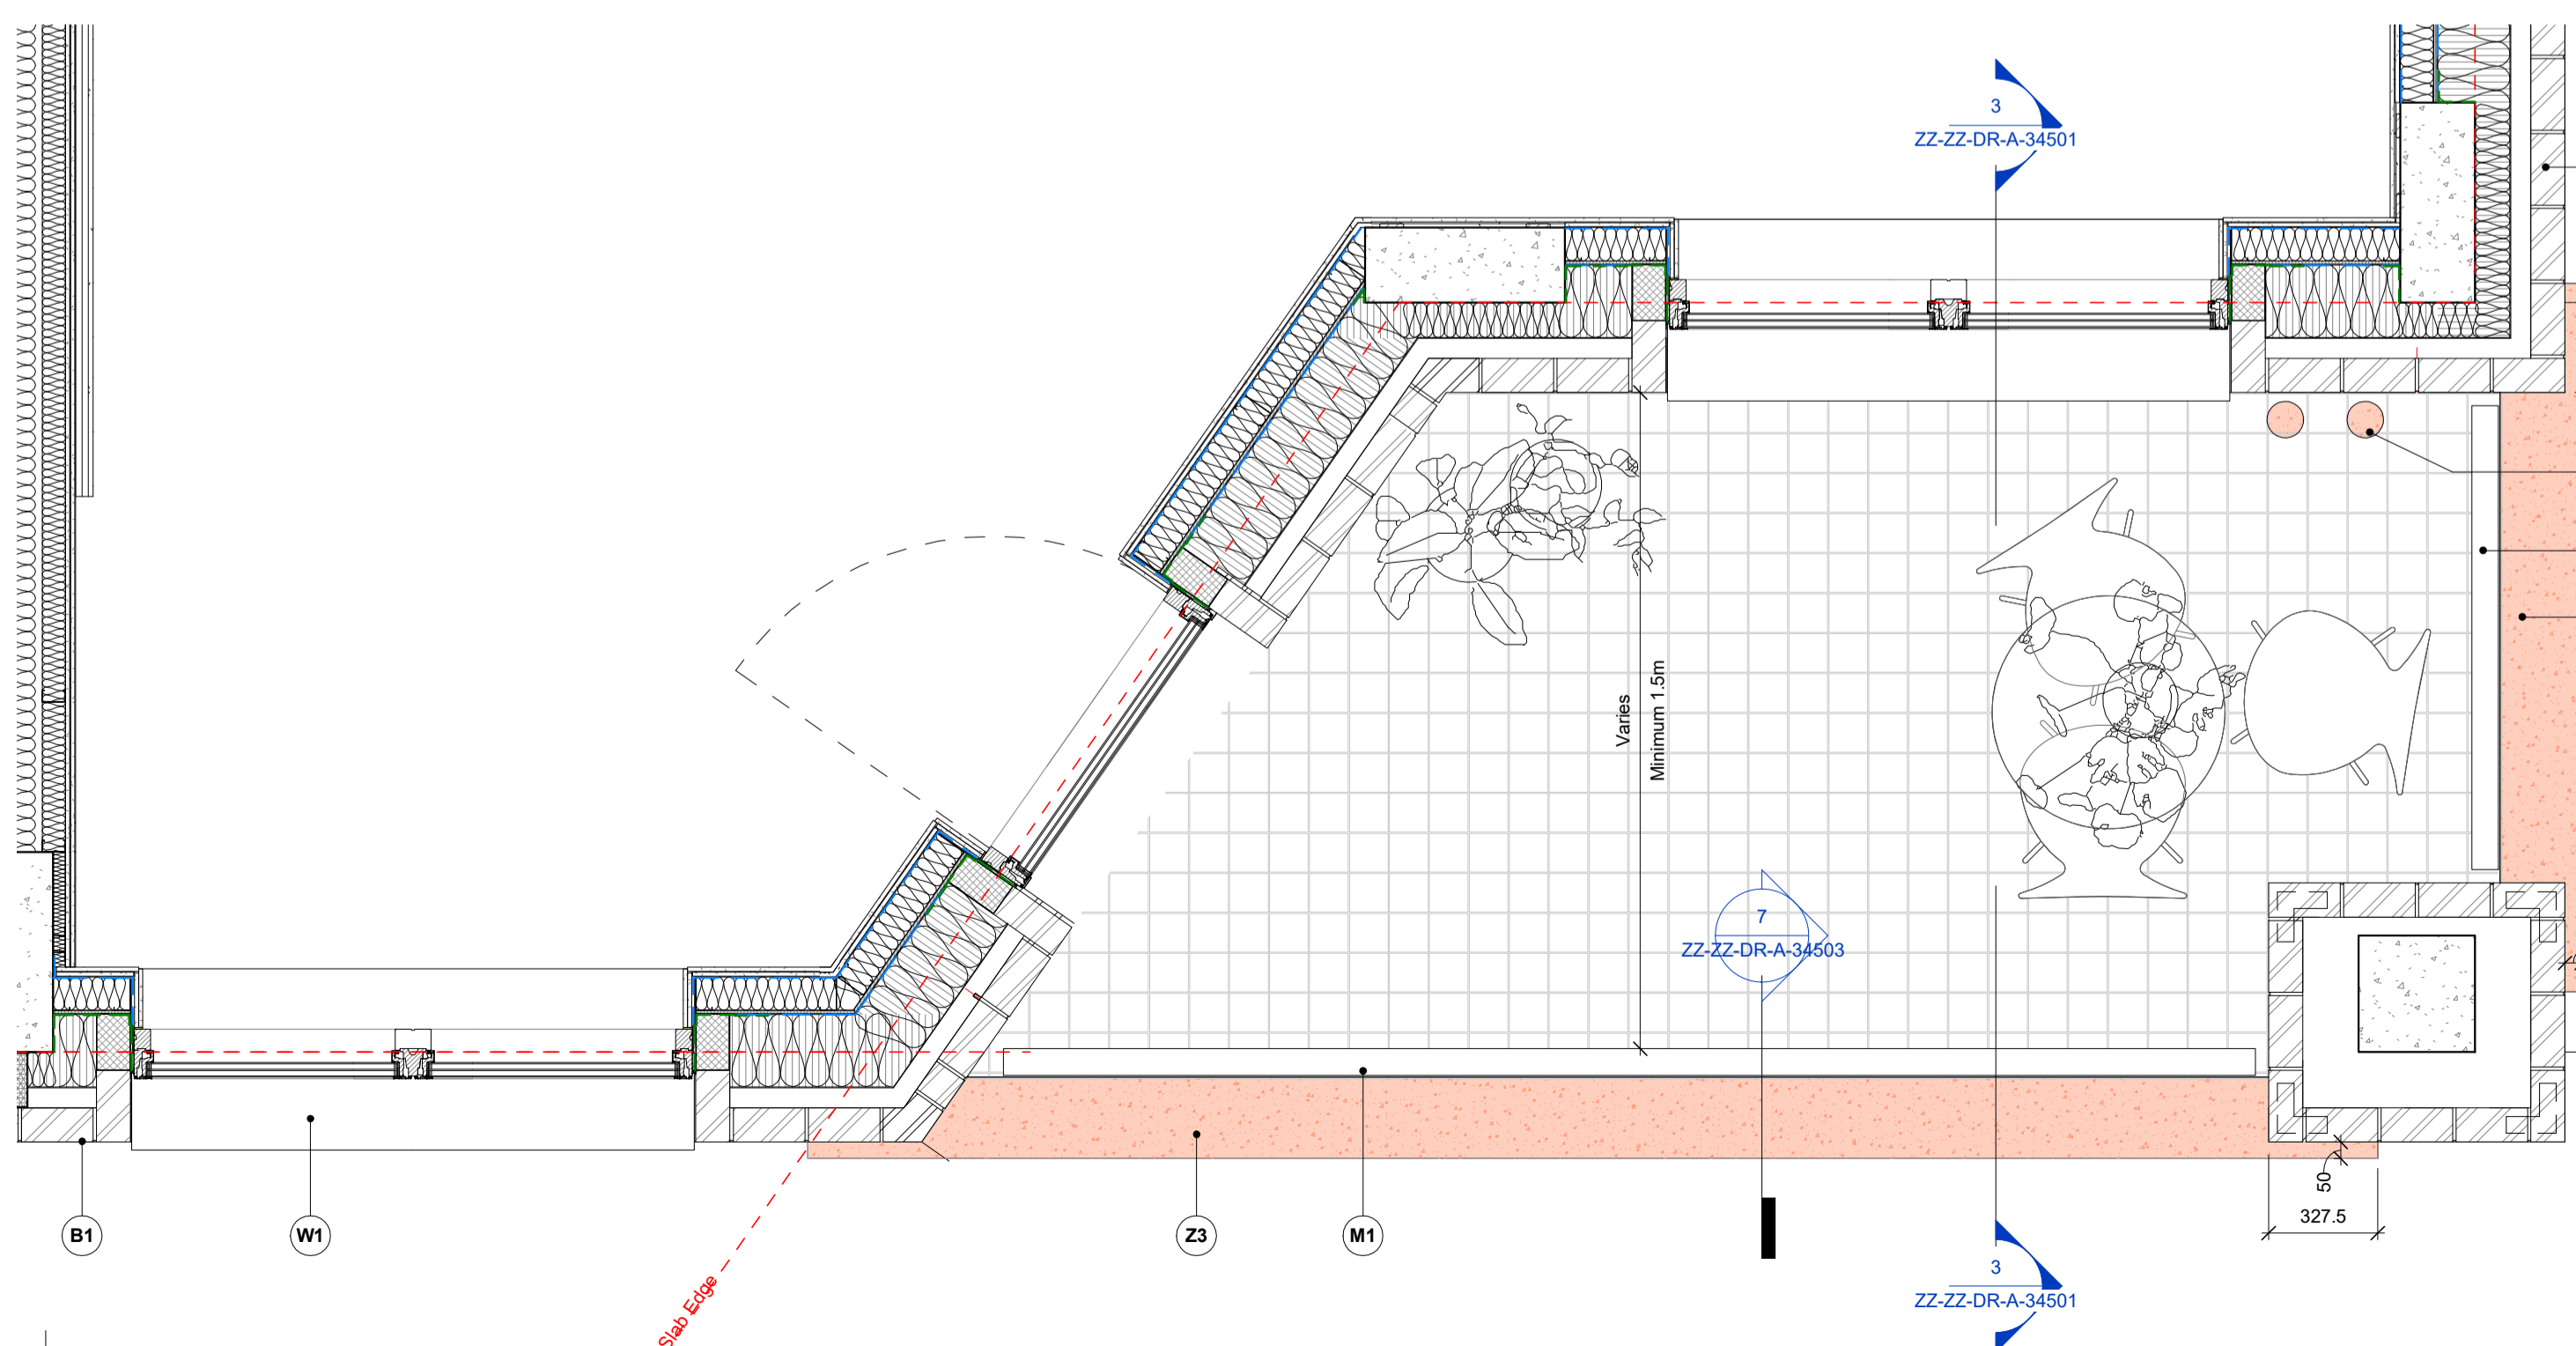 3
ZZ-ZZ-DR-A-34501
Varies
Minimum 1.5m
7
ZZ-ZZ-DR-A-34503
50
327.5
B1
W1
Z3
M1
3
ZZ-ZZ-DR-A-34501
Slab Edge